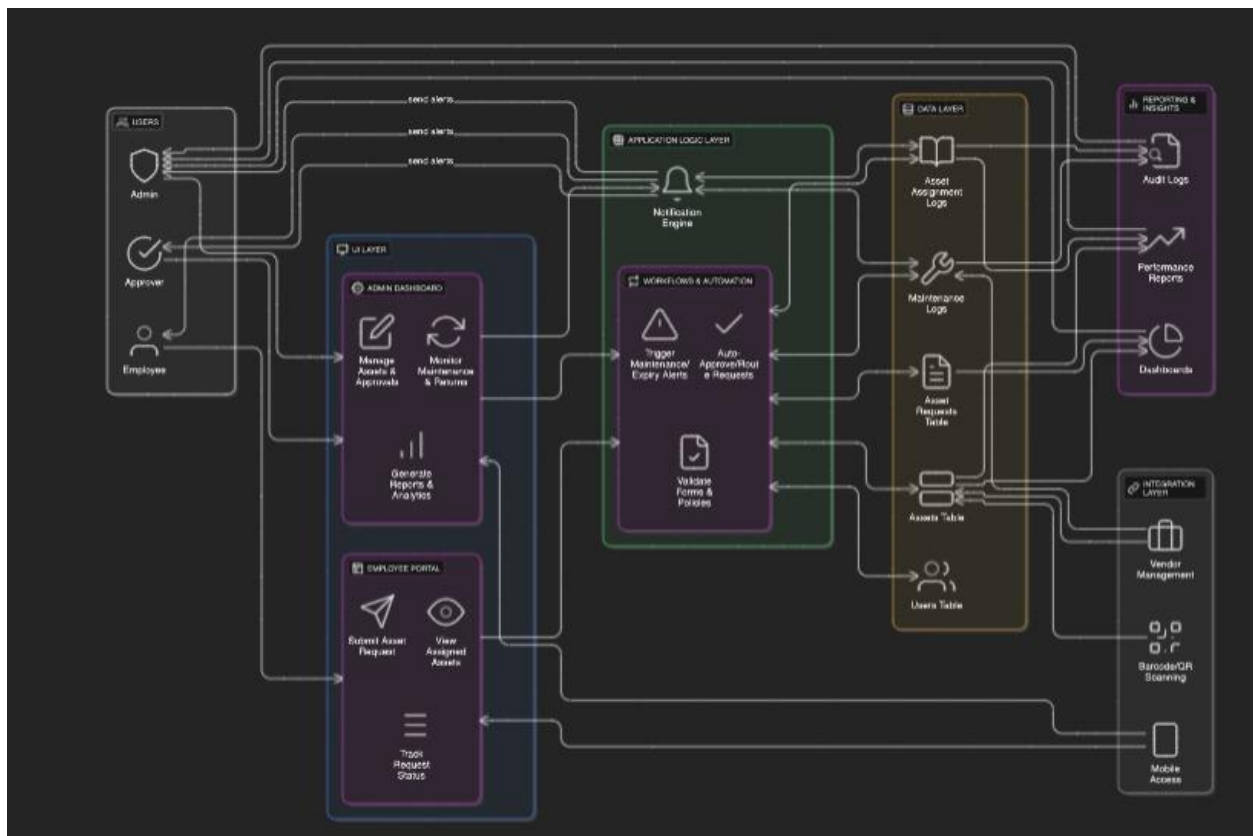 USERS
Admin
Approver
Employee
send alerts
send alerts
send alerts
UI LAYER
ADMIN DASHBOARD
Manage
Assets &
Approvals
Monitor
Maintenance
& Returns
Generate
Reports &
Analytics
EMPLOYEE PORTAL
Submit Asset
Request
View
Assigned
Assets
Track
Request
Status
APPLICATION LOGIC LAYER
Notification
Engine
WORKFLOWS & AUTOMATION
Trigger
Maintenance/
Expiry Alerts
Auto-
Approve/Rout
e Requests
Validate
Forms &
Policies
DATA LAYER
Asset
Assignment
Logs
Maintenance
Logs
Asset
Requests
Table
Assets Table
Users Table
REPORTING &
INSIGHTS
Audit Logs
Performance
Reports
Dashboards
INTEGRATION
LAYER
Vendor
Management
Barcode/QR
Scanning
Mobile
Access